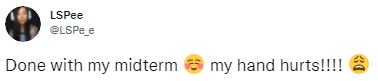 LSPee
@LSPe_e
Done with my midterm ☺️ my hand hurts!!!! 😩